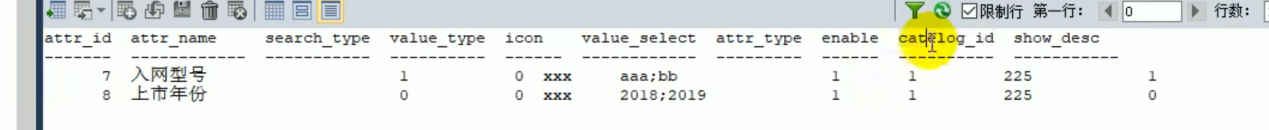 限制行 第一行: 0 行数:
attr_id attr_name search_type value_type icon value_select attr_type enable catelog_id show_desc
------- ------------ ----------- ---------- ------ ------------ --------- ------ ---------- -----------
7 入网型号 1 0 xxx aaa;bb 1 1 225 1
8 上市年份 0 0 xxx 2018;2019 1 1 225 0